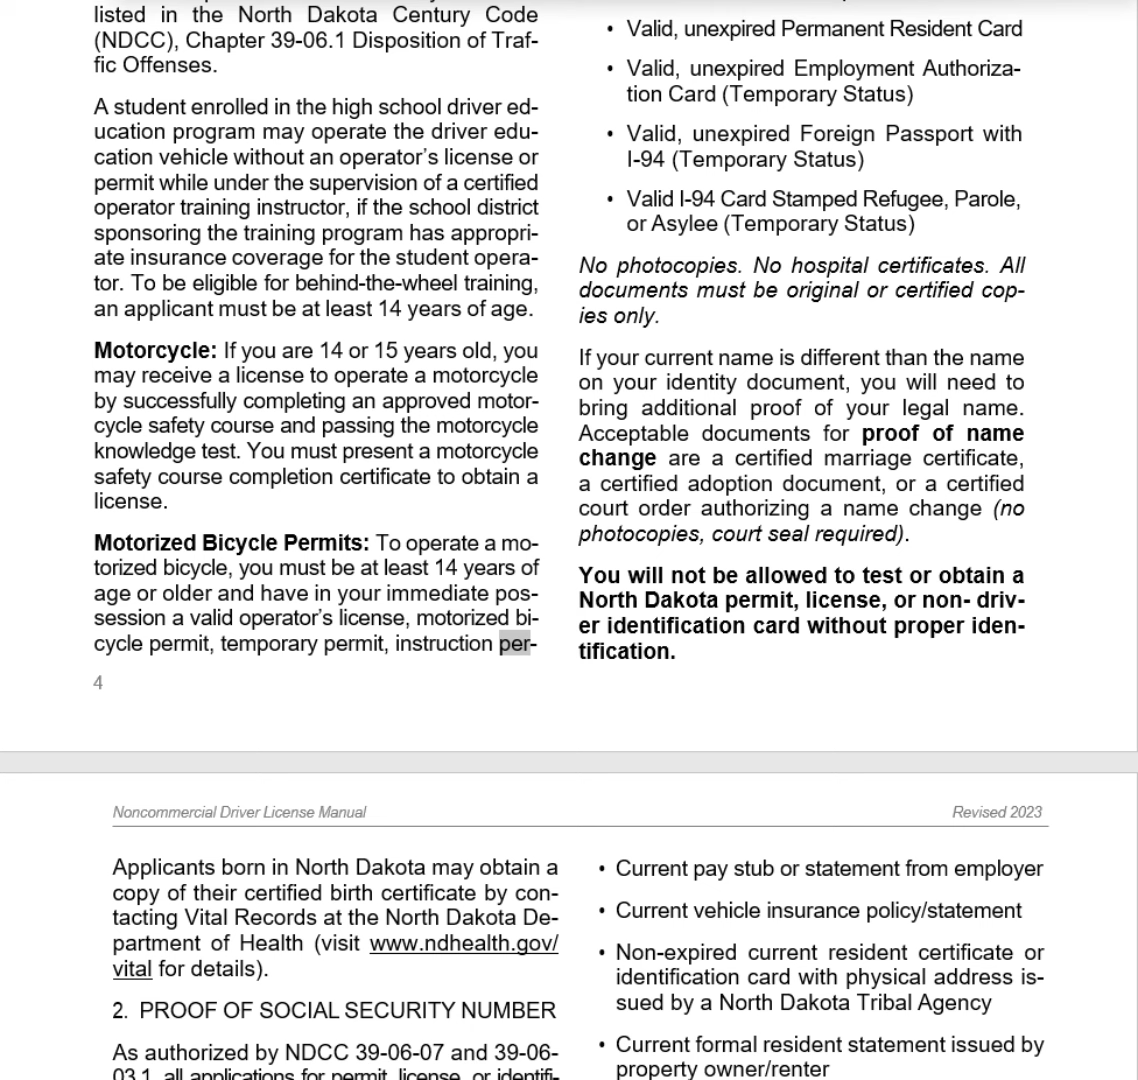 listed in the North Dakota Century Code
(NDCC), Chapter 39-06.1 Disposition of Traf-
fic Offenses.
A student enrolled in the high school driver ed-
ucation program may operate the driver edu-
cation vehicle without an operator's license or
permit while under the supervision of a certified
operator training instructor, if the school district
sponsoring the training program has appropri-
ate insurance coverage for the student opera-
tor. To be eligible for behind-the-wheel training,
an applicant must be at least 14 years of age.
Motorcycle: If you are 14 or 15 years old, you
may receive a license to operate a motorcycle
by successfully completing an approved motor-
cycle safety course and passing the motorcycle
knowledge test. You must present a motorcycle
safety course completion certificate to obtain a
license.
Motorized Bicycle Permits: To operate a mo-
torized bicycle, you must be at least 14 years of
age or older and have in your immediate pos-
session a valid operator's license, motorized bi-
cycle permit, temporary permit, instruction per-
4
• Valid, unexpired Permanent Resident Card
• Valid, unexpired Employment Authoriza-
tion Card (Temporary Status)
• Valid, unexpired Foreign Passport with
I-94 (Temporary Status)
• Valid I-94 Card Stamped Refugee, Parole,
or Asylee (Temporary Status)
No photocopies. No hospital certificates. All
documents must be original or certified cop-
ies only.
If your current name is different than the name
on your identity document, you will need to
bring additional proof of your legal name.
Acceptable documents for proof of name
change are a certified marriage certificate,
a certified adoption document, or a certified
court order authorizing a name change (no
photocopies, court seal required).
You will not be allowed to test or obtain a
North Dakota permit, license, or non- driv-
er identification card without proper iden-
tification.
Noncommercial Driver License Manual
Revised 2023
Applicants born in North Dakota may obtain a
copy of their certified birth certificate by con-
tacting Vital Records at the North Dakota De-
partment of Health (visit www.ndhealth.gov/
vital for details).
2. PROOF OF SOCIAL SECURITY NUMBER
As authorized by NDCC 39-06-07 and 39-06-
03.1, all applications for permit, license, or identifi-
• Current pay stub or statement from employer
• Current vehicle insurance policy/statement
• Non-expired current resident certificate or
identification card with physical address is-
sued by a North Dakota Tribal Agency
• Current formal resident statement issued by
property owner/renter